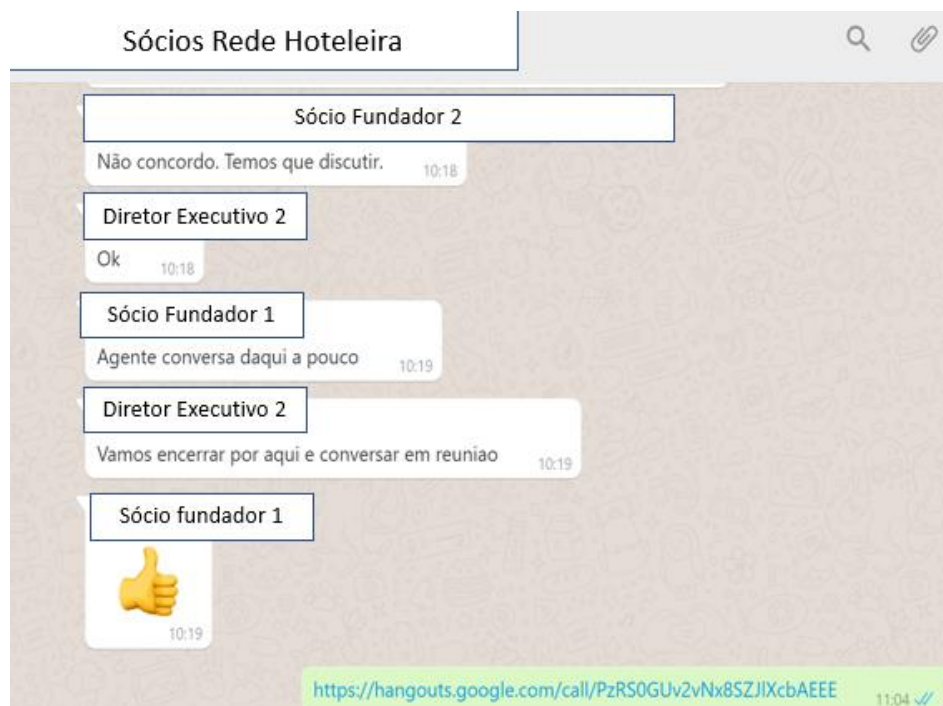 Sócios Rede Hoteleira
Sócio Fundador 2
Não concordo. Temos que discutir. 10:18
Diretor Executivo 2
Ok 10:18
Sócio Fundador 1
Agente conversa daqui a pouco 10:19
Diretor Executivo 2
Vamos encerrar por aqui e conversar em reuniao 10:19
Sócio fundador 1
10:19
https://hangouts.google.com/call/PzRS0GUv2vNx8SZJlXcbAEEE 11:04